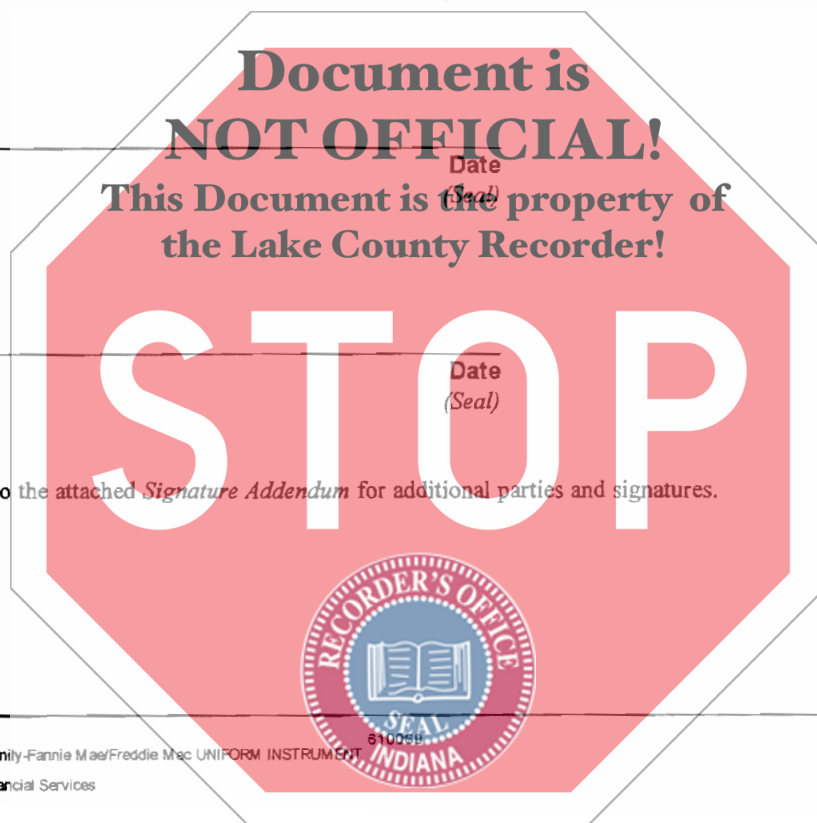 Document is
NOT OFFICIAL!
Date
(Seal)
This Document is the property of
the Lake County Recorder!
STOP
Date
(Seal)
o the attached Signature Addendum for additional parties and signatures.
RECORDER'S OFFICE
SEAL
INDIANA
610069
mily-Fannie Mae/Freddie Mac UNIFORM INSTRUMENT
ancial Services